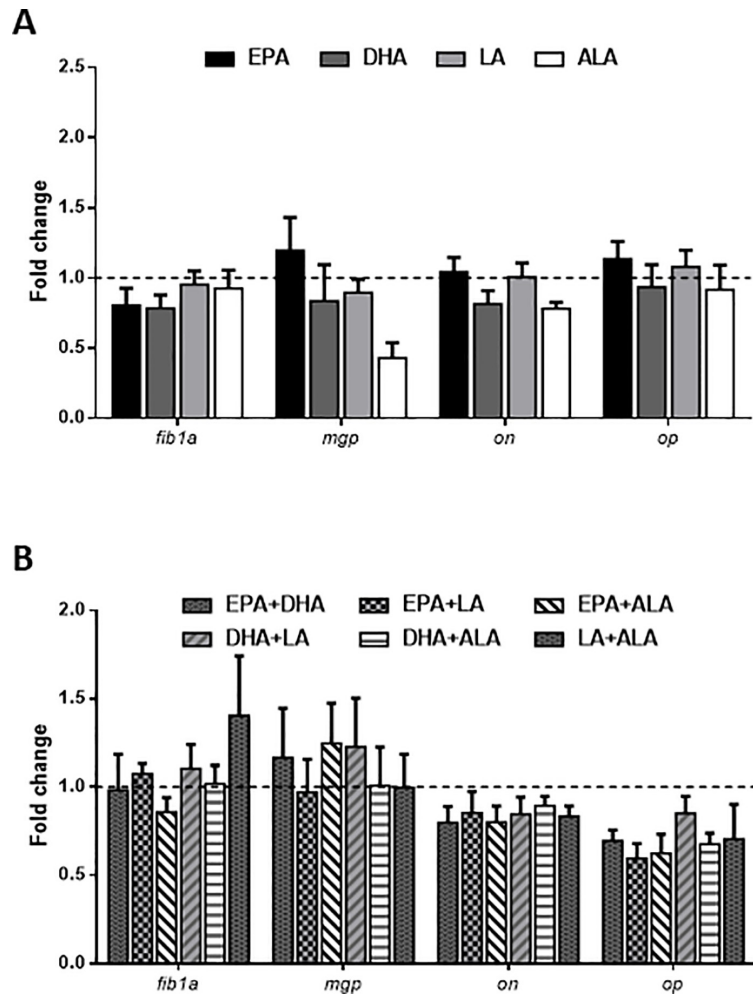 A
EPA DHA LA ALA
2.5
2.0
1.5
1.0
0.5
0.0
Fold change
fib1a mgp on op
B
EPA+DHA EPA+LA EPA+ALA
DHA+LA DHA+ALA LA+ALA
2.0
1.5
1.0
0.5
0.0
Fold change
fib1a mgp on op